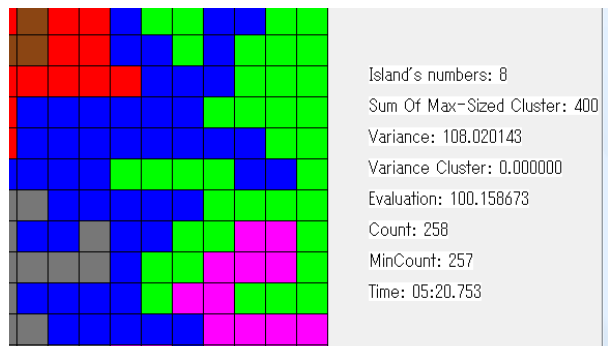 Island's numbers: 8
Sum Of Max-Sized Cluster: 400
Variance: 108.020143
Variance Cluster: 0.000000
Evaluation: 100.158673
Count: 258
MinCount: 257
Time: 05:20.753